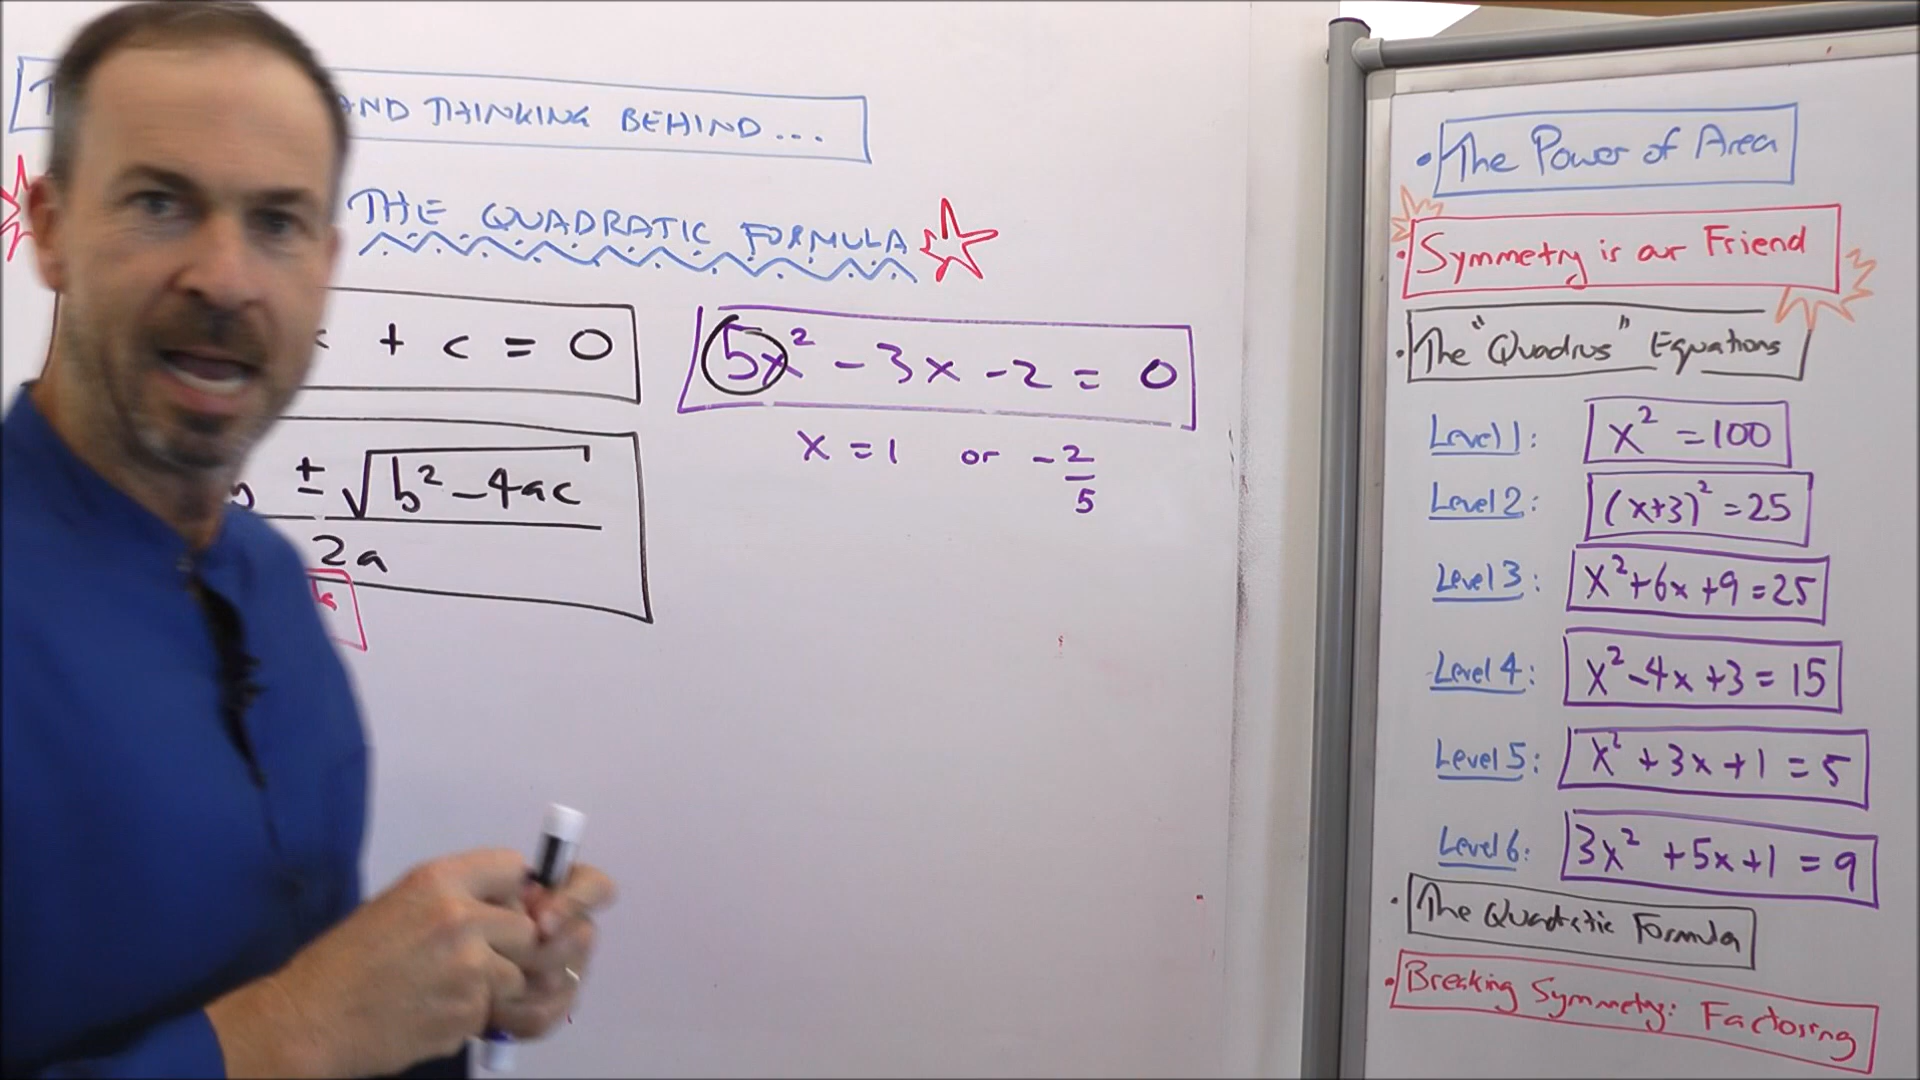 AND THINKING BEHIND...
THE QUADRATIC FORMULA
+ c = 0
± √b² - 4ac
2a
5x² - 3x - 2 = 0
x = 1 or -2/5
• The Power of Area
• Symmetry is our Friend
• The "Quadrus" Equations
Level 1: x² = 100
Level 2: (x+3)² = 25
Level 3: x² + 6x + 9 = 25
Level 4: x² - 4x + 3 = 15
Level 5: x² + 3x + 1 = 5
Level 6: 3x² + 5x + 1 = 9
• The Quadratic Formula
• Breaking Symmetry: Factoring